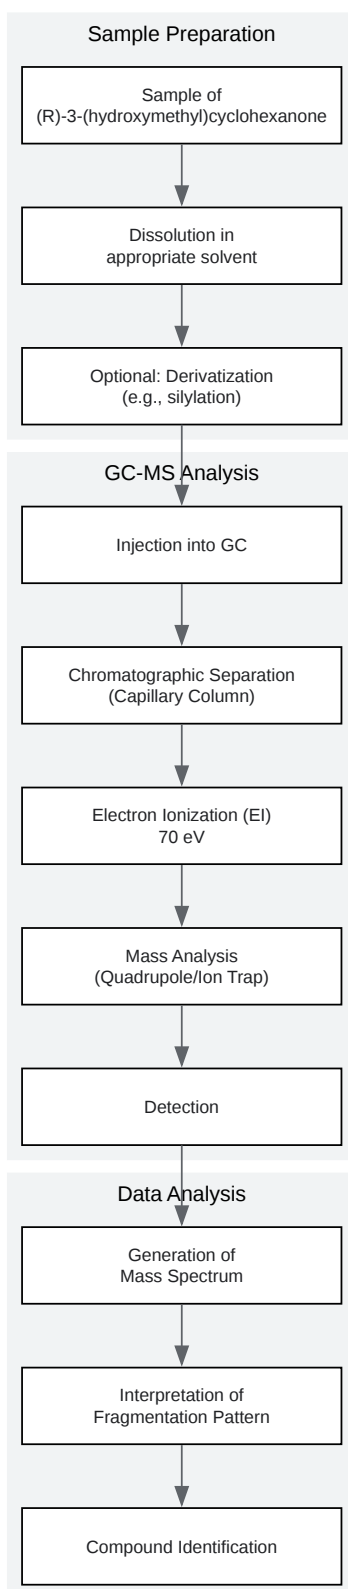 Sample Preparation
Sample of
(R)-3-(hydroxymethyl)cyclohexanone
Dissolution in
appropriate solvent
Optional: Derivatization
(e.g., silylation)
GC-MS Analysis
Injection into GC
Chromatographic Separation
(Capillary Column)
Electron Ionization (EI)
70 eV
Mass Analysis
(Quadrupole/Ion Trap)
Detection
Data Analysis
Generation of
Mass Spectrum
Interpretation of
Fragmentation Pattern
Compound Identification